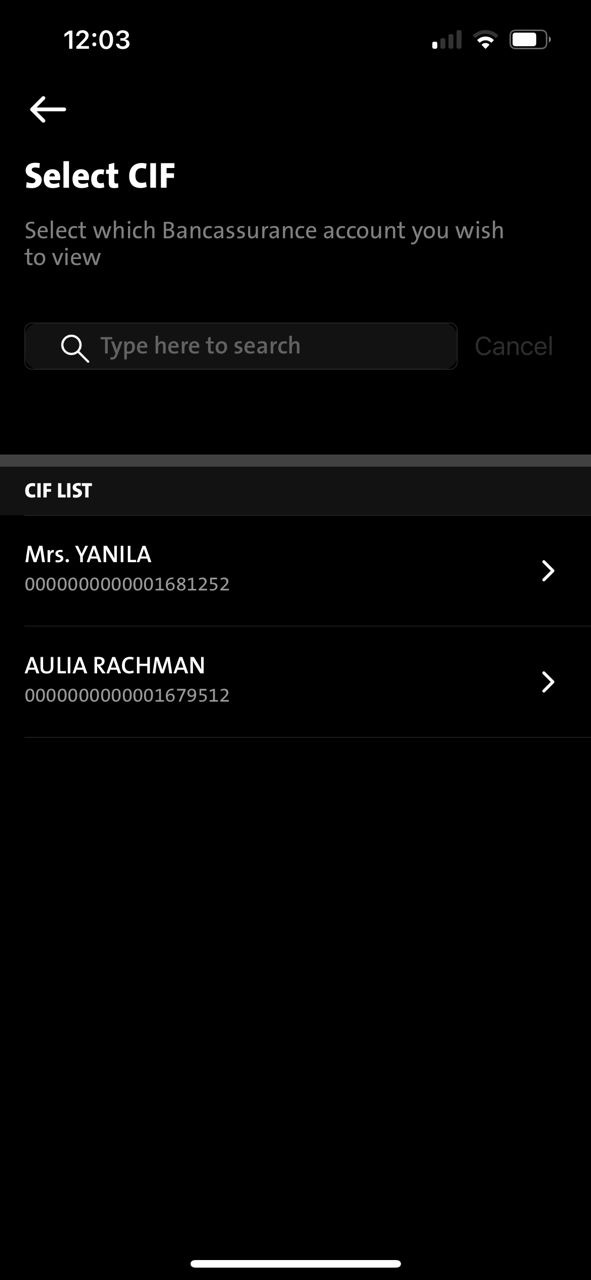 12:03
Select CIF
Select which Bancassurance account you wish
to view
Type here to search
Cancel
CIF LIST
Mrs. YANILA
0000000000001681252
AULIA RACHMAN
0000000000001679512